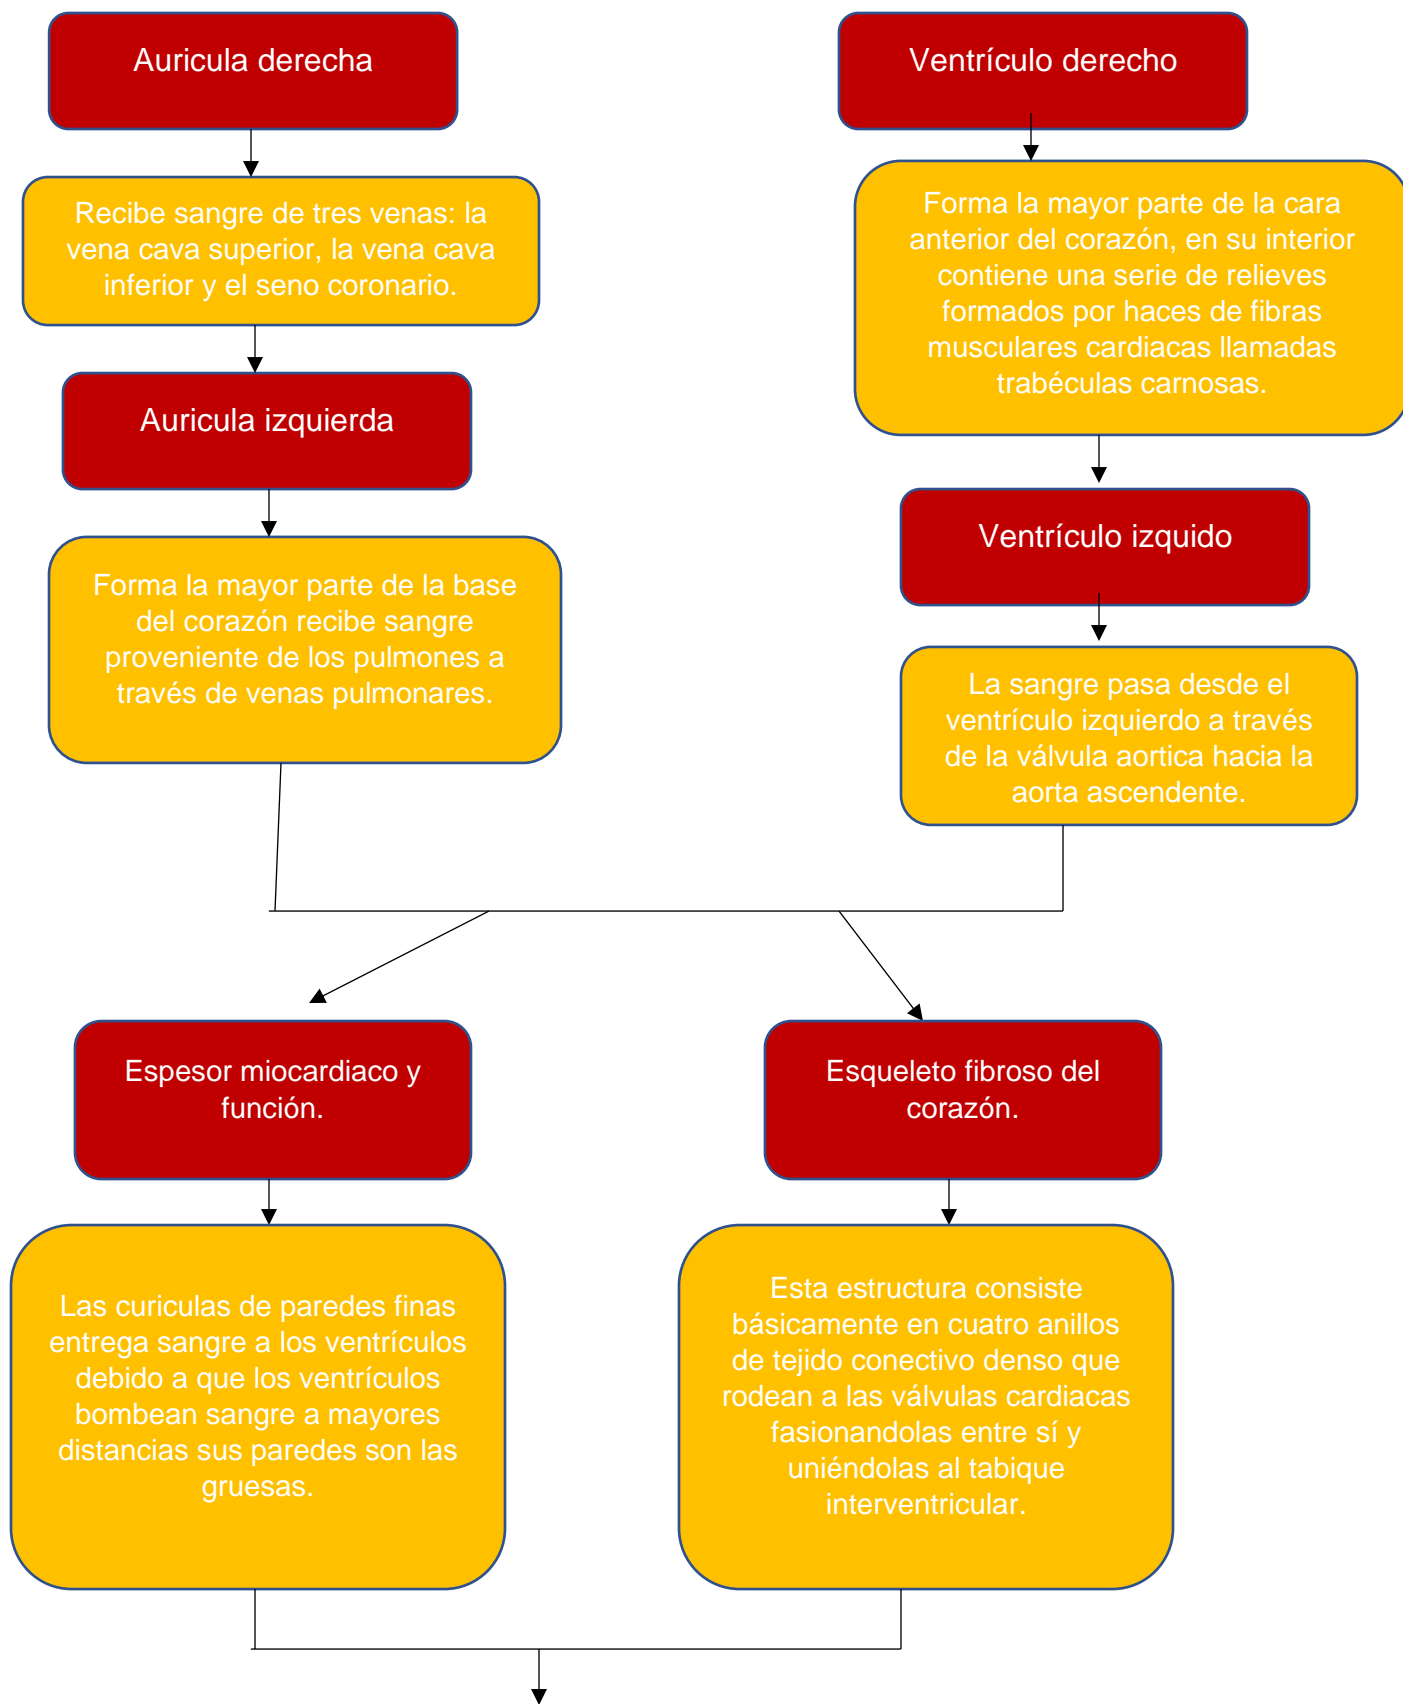 Auricula derecha
Recibe sangre de tres venas: la
vena cava superior, la vena cava
inferior y el seno coronario.
Auricula izquierda
Forma la mayor parte de la base
del corazón recibe sangre
proveniente de los pulmones a
través de venas pulmonares.
Ventrículo derecho
Forma la mayor parte de la cara
anterior del corazón, en su interior
contiene una serie de relieves
formados por haces de fibras
musculares cardiacas llamadas
trabéculas carnosas.
Ventrículo izquido
La sangre pasa desde el
ventrículo izquierdo a través
de la válvula aortica hacia la
aorta ascendente.
Espesor miocardiaco y
función.
Las curiculas de paredes finas
entrega sangre a los ventrículos
debido a que los ventrículos
bombean sangre a mayores
distancias sus paredes son las
gruesas.
Esqueleto fibroso del
corazón.
Esta estructura consiste
básicamente en cuatro anillos
de tejido conectivo denso que
rodean a las válvulas cardiacas
fasionandolas entre sí y
uniéndolas al tabique
interventricular.